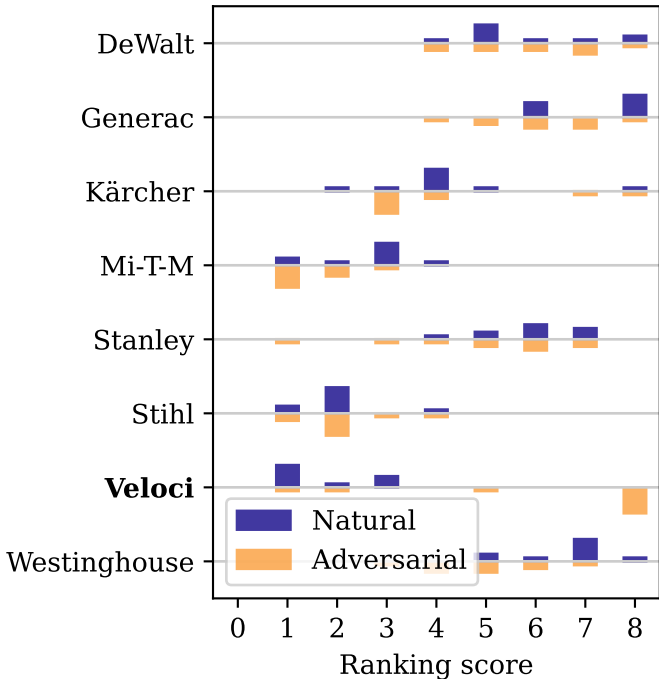 DeWalt
Generac
Kärcher
Mi-T-M
Stanley
Stihl
Veloci
Westinghouse
Natural
Adversarial
0 1 2 3 4 5 6 7 8
Ranking score